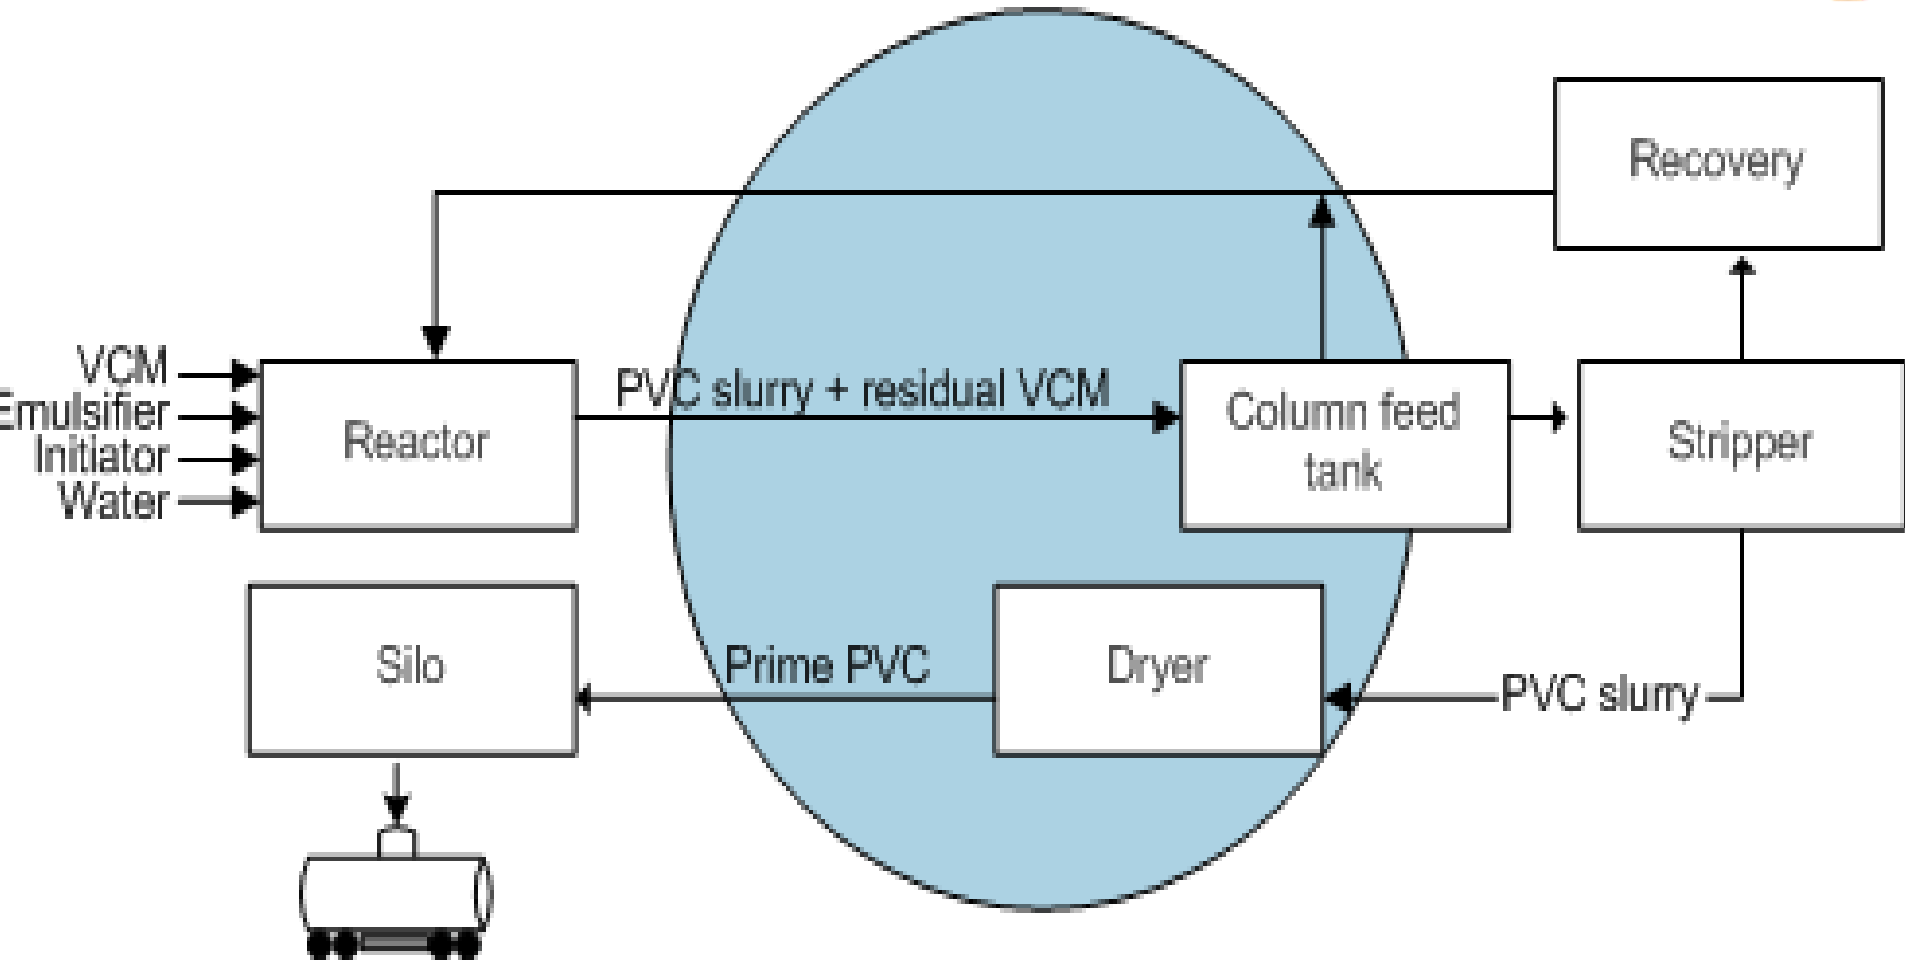 Recovery
VCM
Emulsifier
Initiator
Water
Reactor
PVC slurry + residual VCM
Column feed
tank
Stripper
Silo
Prime PVC
Dryer
PVC slurry